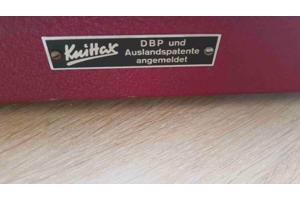 Knittax
DBP und
Auslandspatente
angemeldet